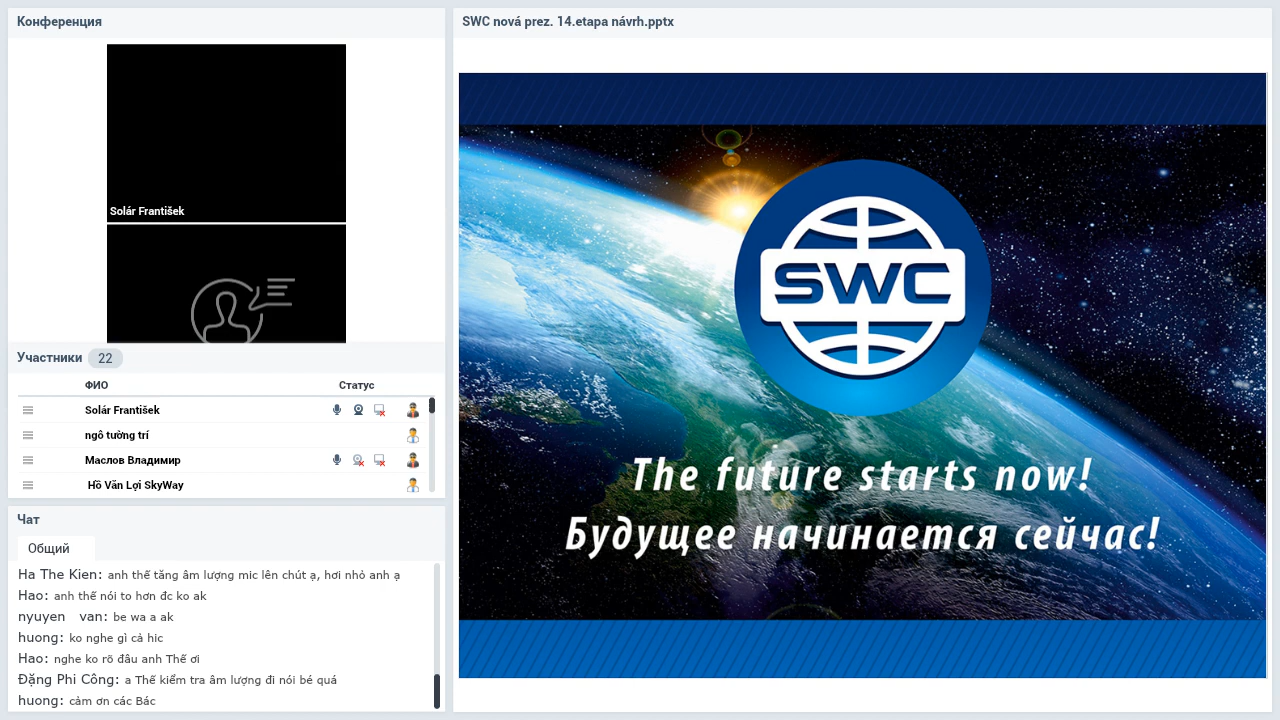 Конференция
Solár František
Участники 22
ФИО Статус
Solár František
ngô tường trí
Маслов Владимир
Hồ Văn Lợi SkyWay
Чат
Общий
Ha The Kien: anh thế tăng âm lượng mic lên chút ạ, hơi nhỏ anh ạ
Hao: anh thế nói to hơn đc ko ak
nyuyen van: be wa a ak
huong: ko nghe gì cả hic
Hao: nghe ko rõ đâu anh Thế ơi
Đặng Phi Công: a Thế kiểm tra âm lượng đi nói bé quá
huong: cảm ơn các Bác
SWC nová prez. 14.etapa návrh.pptx
SWC
The future starts now!
Будущее начинается сейчас!